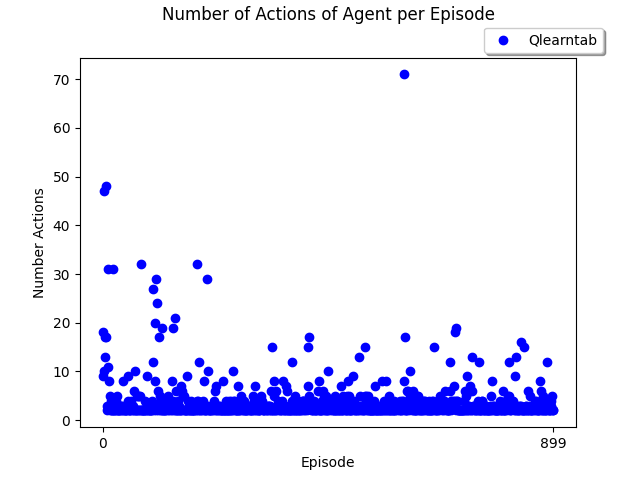 Number of Actions of Agent per Episode
Qlearntab
70
60
50
40
30
20
10
0
Number Actions
0 899
Episode